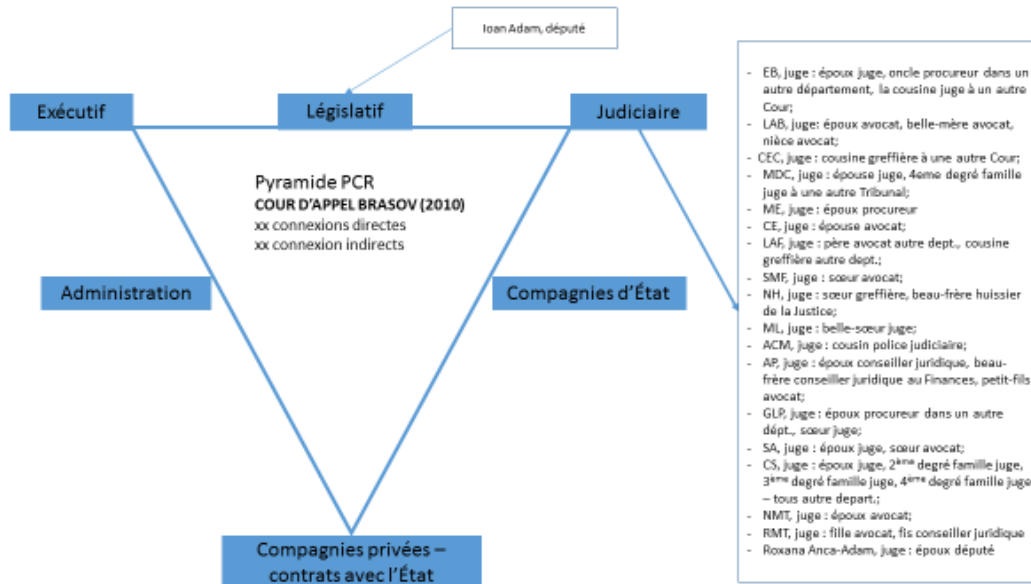 Ioan Adam, député
Exécutif
Législatif
Judiciaire
Pyramide PCR
COUR D'APPEL BRASOV (2010)
xx connexions directes
xx connexion indirects
Administration
Compagnies d'État
Compagnies privées –
contrats avec l'État
- EB, juge : époux juge, oncle procureur dans un
autre département, la cousine juge à un autre
Cour;
- LAB, juge: époux avocat, belle-mère avocat,
nièce avocat;
- CEC, juge : cousine greffière à une autre Cour;
- MDC, juge : épouse juge, 4eme degré famille
juge à une autre Tribunal;
- ME, juge : époux procureur
- CE, juge : épouse avocat;
- LAF, juge : père avocat autre dept., cousine
greffière autre dept.;
- SMF, juge : sœur avocat;
- NH, juge : sœur greffière, beau-frère huissier
de la Justice;
- ML, juge : belle-sœur juge;
- ACM, juge : cousin police judiciaire;
- AP, juge : époux conseiller juridique, beau-
frère conseiller juridique au Finances, petit-fils
avocat;
- GLP, juge : époux procureur dans un autre
dépt., sœur juge;
- SA, juge : époux juge, sœur avocat;
- CS, juge : époux juge, 2ème degré famille juge,
3ème degré famille juge, 4ème degré famille juge
– tous autre depart.;
- NMT, juge : époux avocat;
- RMT, juge : fille avocat, fis conseiller juridique
- Roxana Anca-Adam, juge : époux député